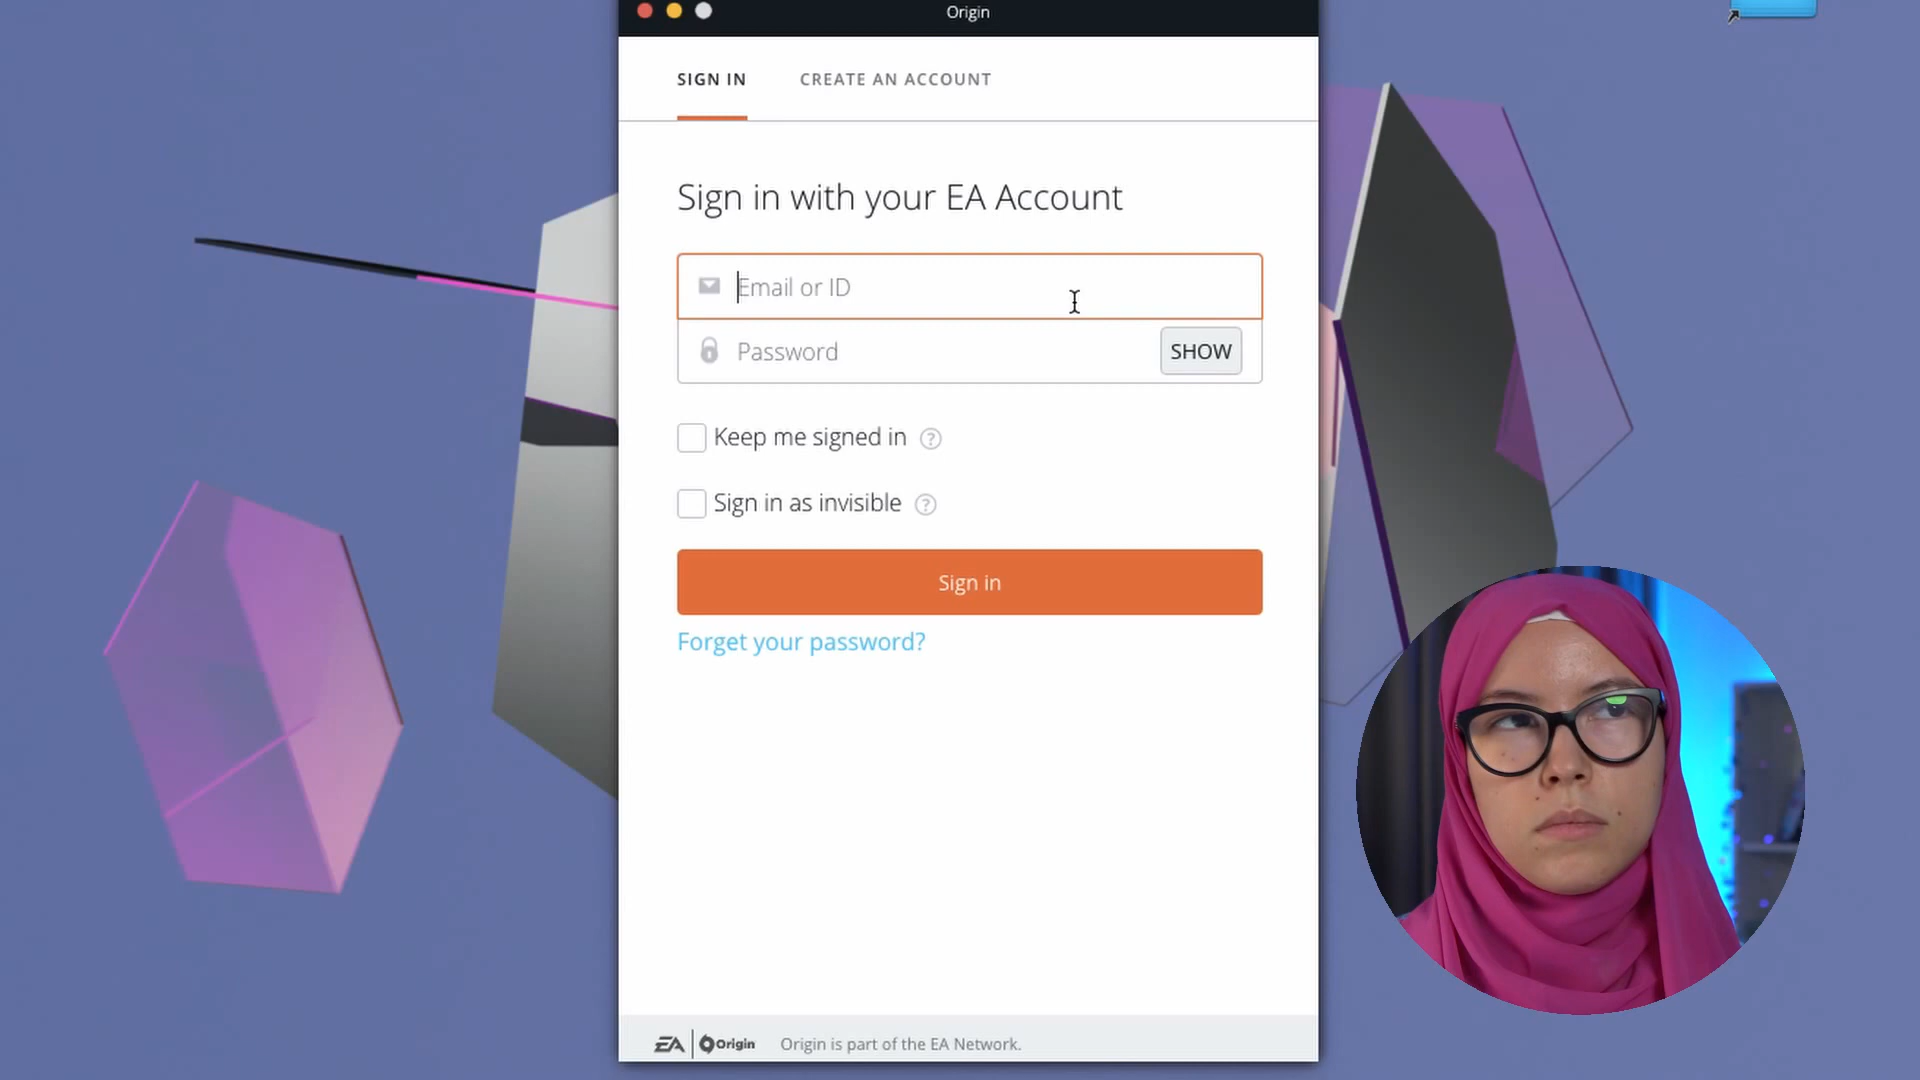 Origin
SIGN IN
CREATE AN ACCOUNT
Sign in with your EA Account
Email or ID
Password
SHOW
Keep me signed in ?
Sign in as invisible ?
Sign in
Forget your password?
EA | Origin Origin is part of the EA Network.